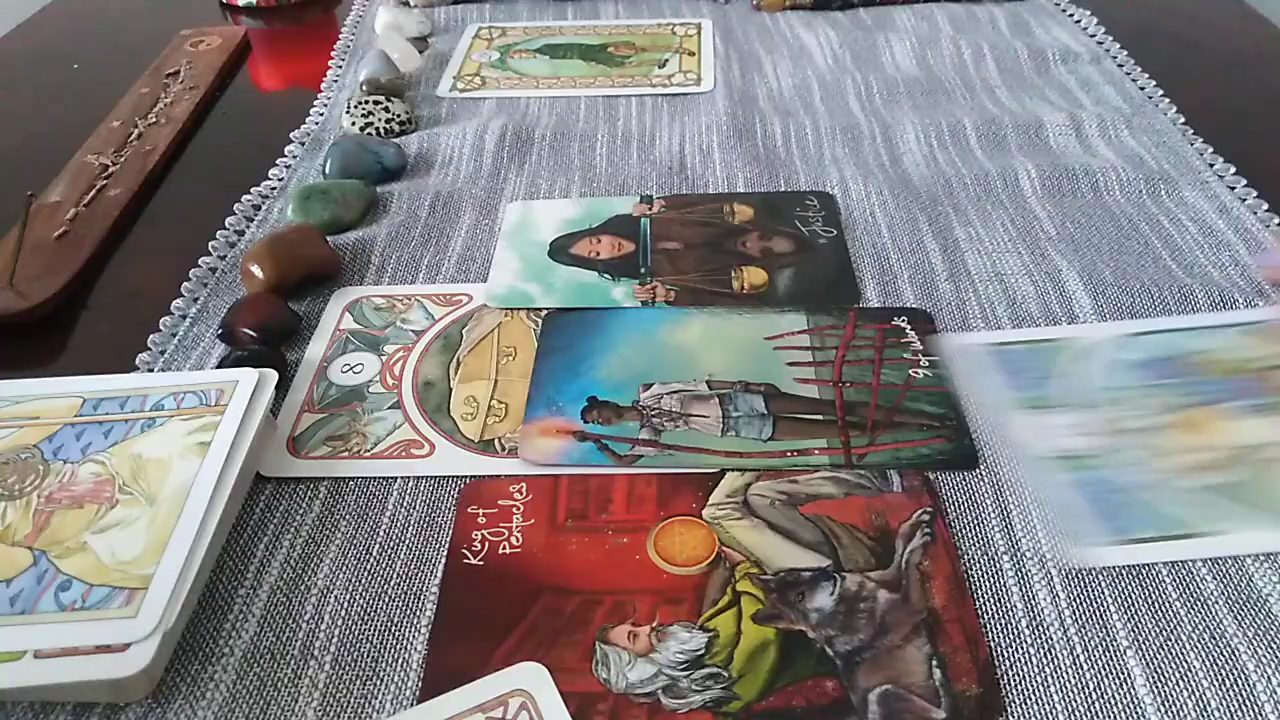 Justice
8
9 of Wands
King of
Pentacles